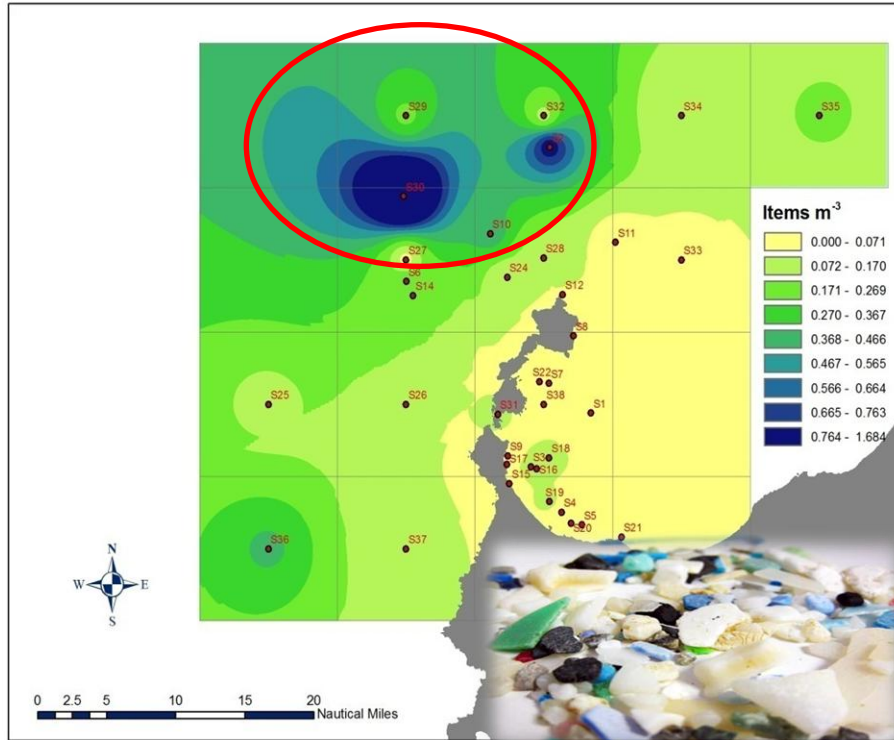 S29
S32
S34
S35
S30
S10
S27
S28
S11
S33
S6
S24
S14
S12
S8
S22 S7
S25
S26
S38
S31
S1
S9
S17
S3
S18
S16
S15
S19
S4
S5
S20
S21
S36
S37
Items m⁻³
0.000 - 0.071
0.072 - 0.170
0.171 - 0.269
0.270 - 0.367
0.368 - 0.466
0.467 - 0.565
0.566 - 0.664
0.665 - 0.763
0.764 - 1.684
N
W E
S
0 2.5 5 10 15 20
Nautical Miles